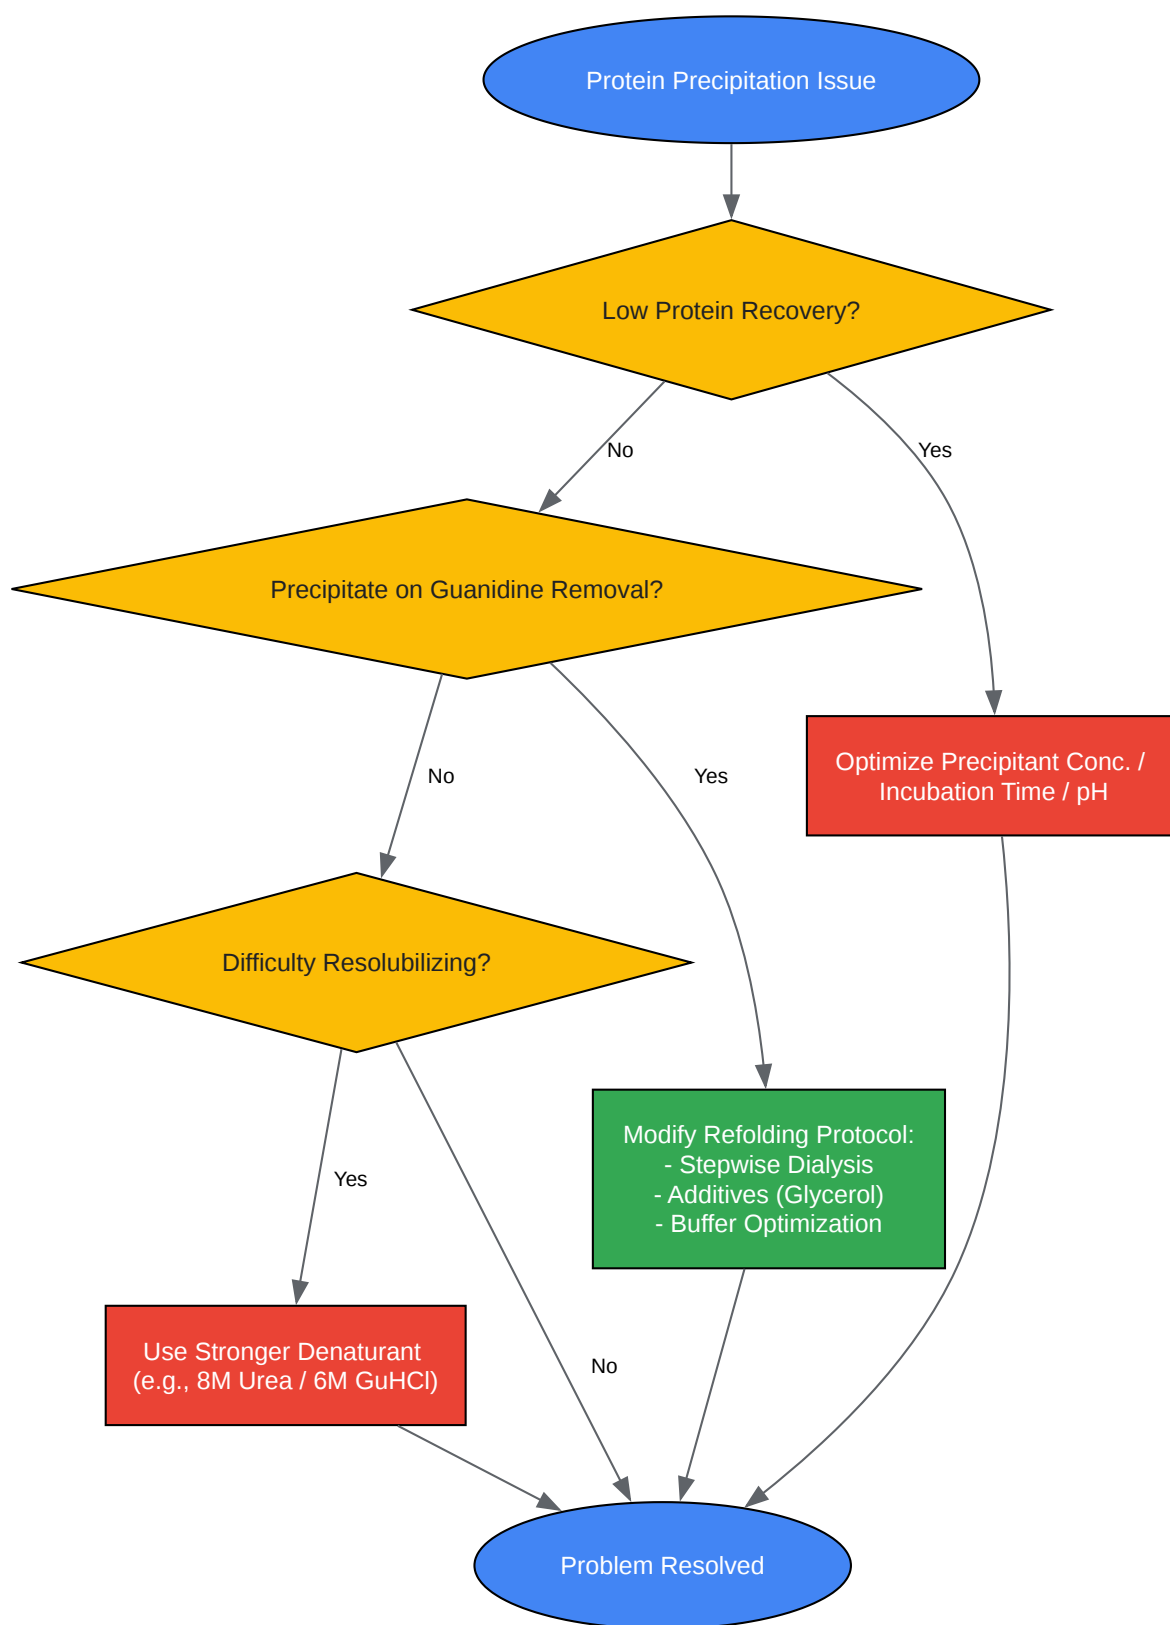 Protein Precipitation Issue
Low Protein Recovery?
No
Yes
Precipitate on Guanidine Removal?
Optimize Precipitant Conc. /
Incubation Time / pH
No
Yes
Difficulty Resolubilizing?
Modify Refolding Protocol:
- Stepwise Dialysis
- Additives (Glycerol)
- Buffer Optimization
Yes
No
Use Stronger Denaturant
(e.g., 8M Urea / 6M GuHCl)
Problem Resolved